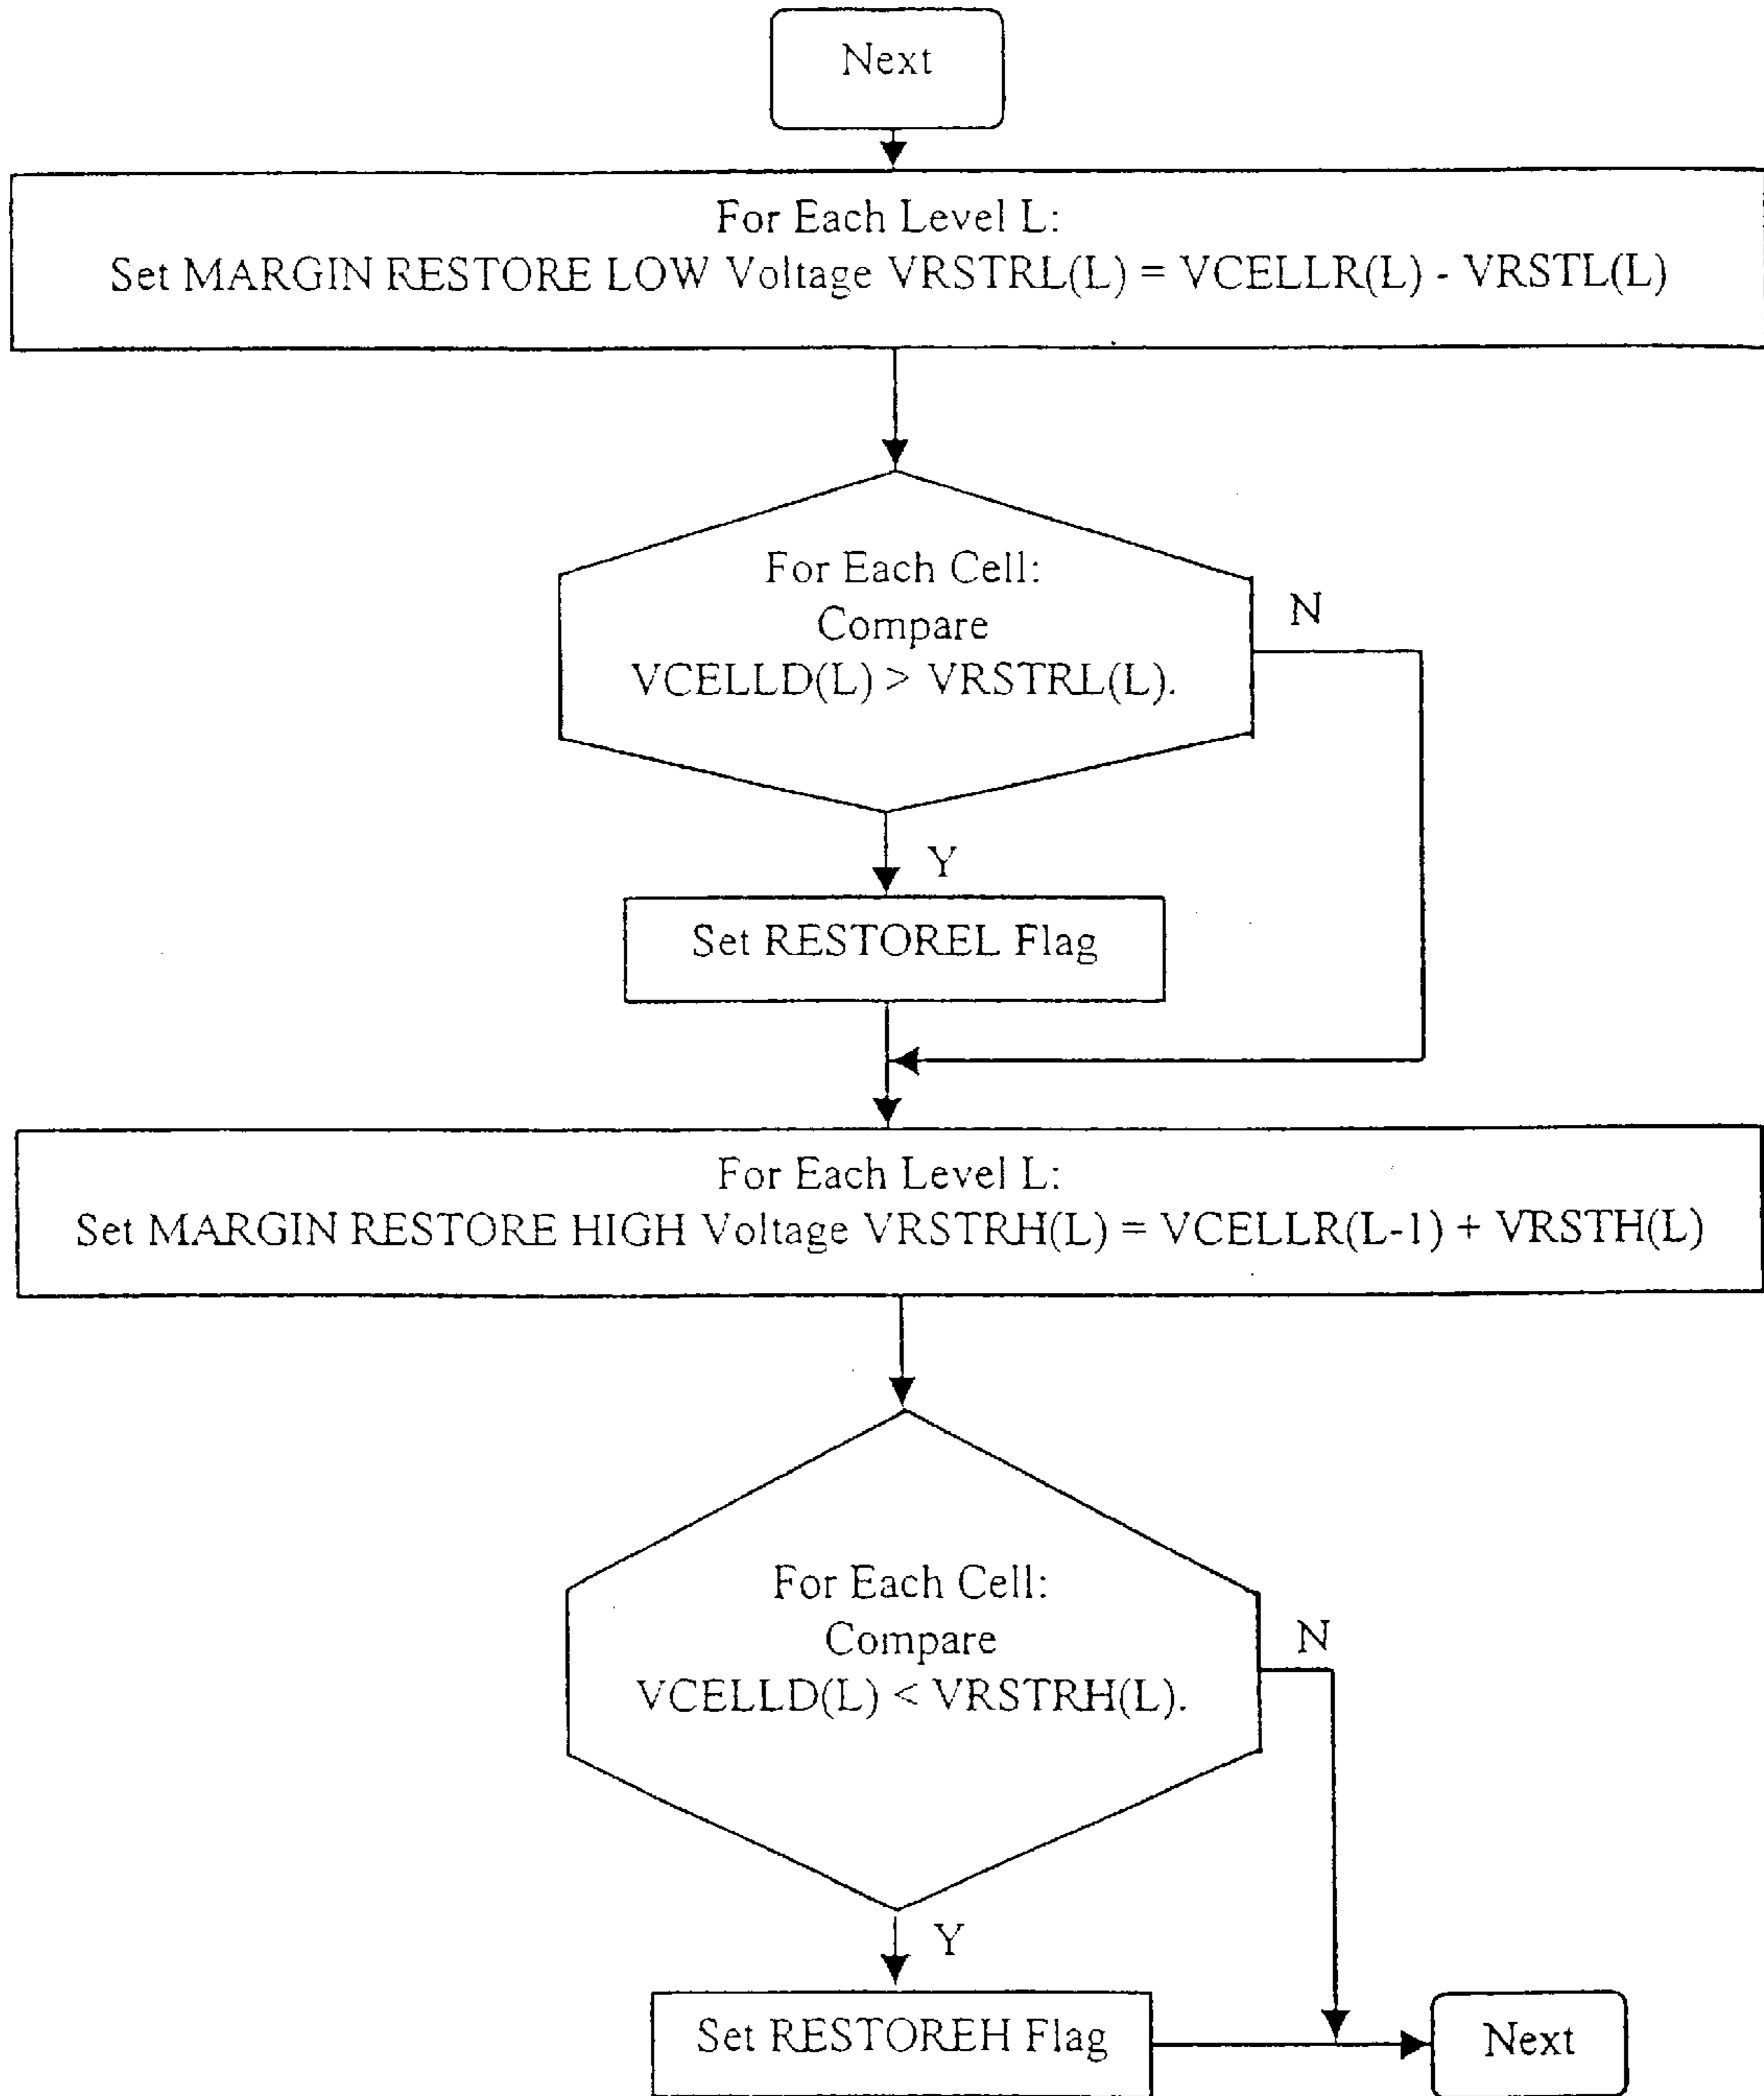 Next
For Each Level L:
Set MARGIN RESTORE LOW Voltage VRSTRL(L) = VCELLR(L) - VRSTL(L)
For Each Cell:
Compare
VCELLD(L) > VRSTRL(L).
N
Y
Set RESTOREL Flag
For Each Level L:
Set MARGIN RESTORE HIGH Voltage VRSTRH(L) = VCELLR(L-1) + VRSTH(L)
For Each Cell:
Compare
VCELLD(L) < VRSTRH(L).
N
Y
Set RESTOREH Flag
Next